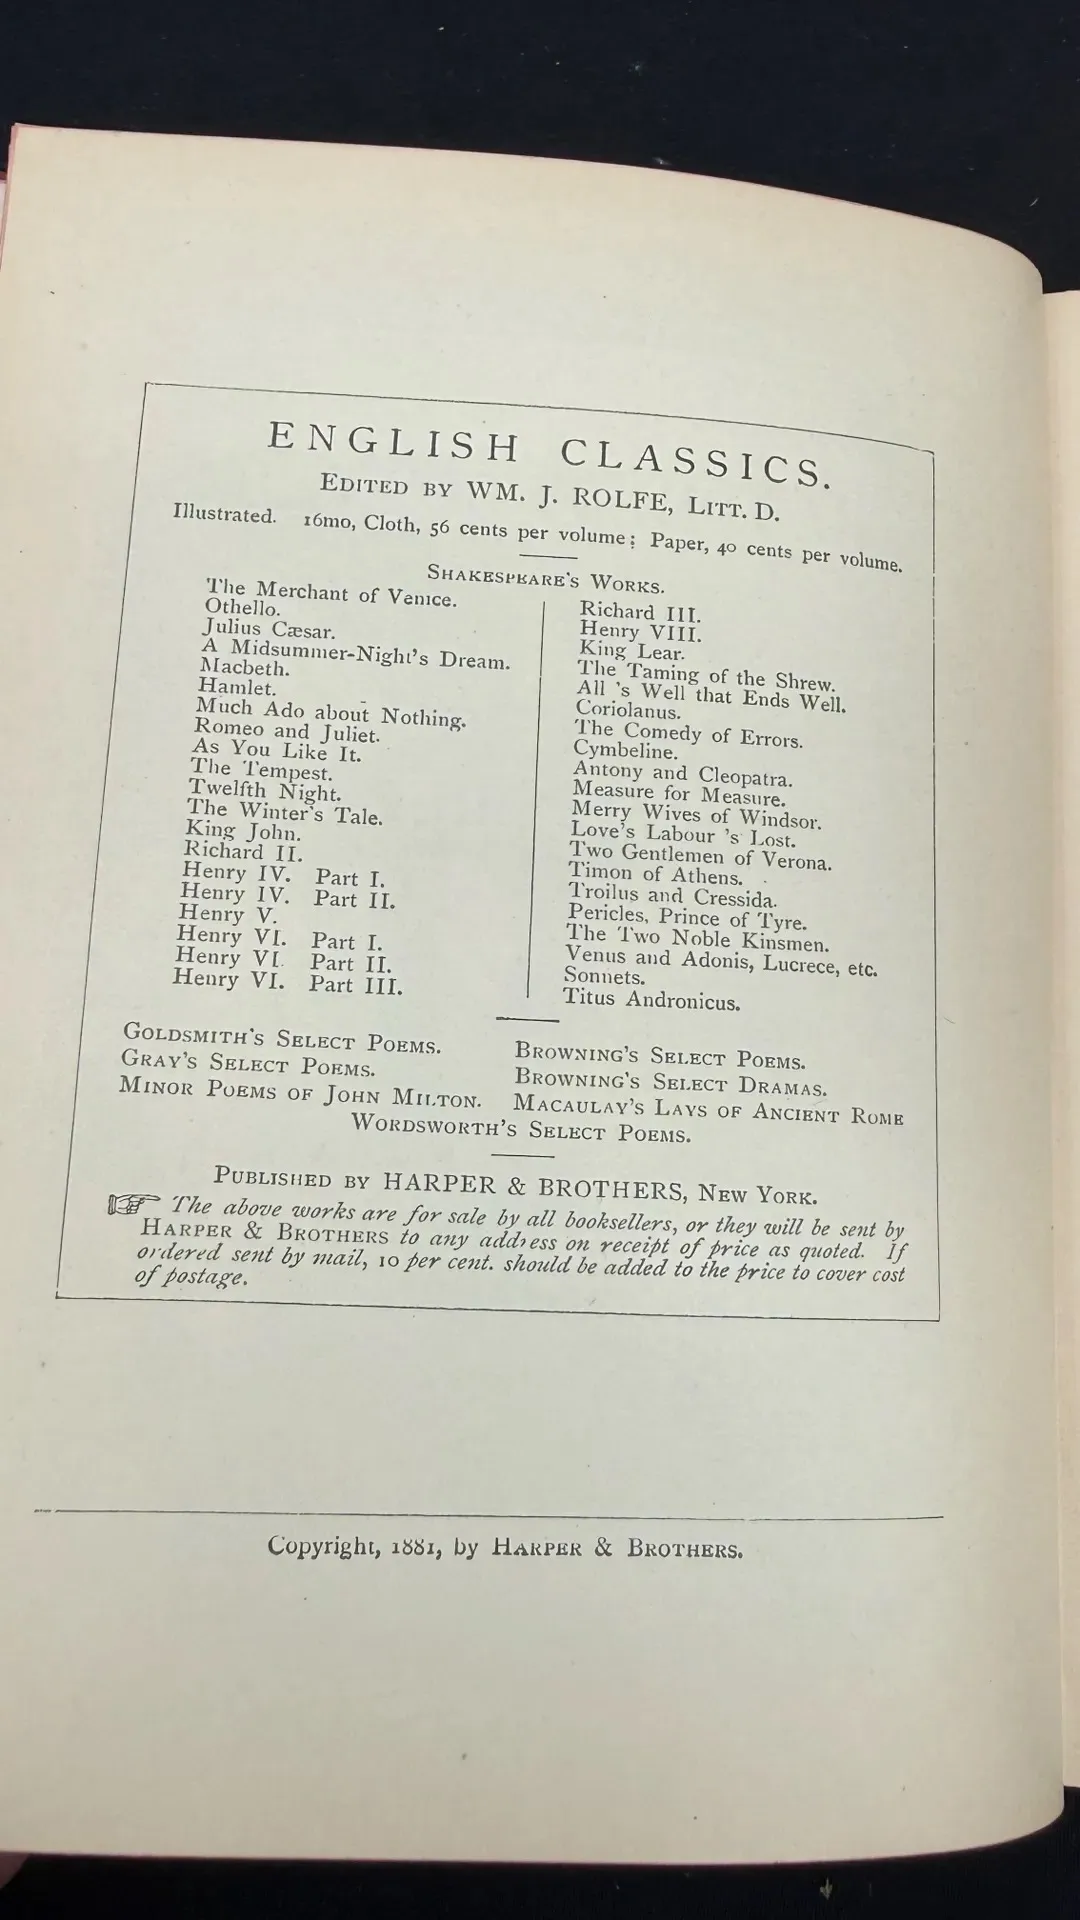 ENGLISH CLASSICS.
EDITED BY WM. J. ROLFE, LITT. D.
Illustrated. 16mo, Cloth, 56 cents per volume; Paper, 40 cents per volume.
SHAKESPEARE'S WORKS.
The Merchant of Venice.
Othello.
Julius Cæsar.
A Midsummer-Night's Dream.
Macbeth.
Hamlet.
Much Ado about Nothing.
Romeo and Juliet.
As You Like It.
The Tempest.
Twelfth Night.
The Winter's Tale.
King John.
Richard II.
Henry IV. Part I.
Henry IV. Part II.
Henry V.
Henry VI. Part I.
Henry VI. Part II.
Henry VI. Part III.
Richard III.
Henry VIII.
King Lear.
The Taming of the Shrew.
All 's Well that Ends Well.
Coriolanus.
The Comedy of Errors.
Cymbeline.
Antony and Cleopatra.
Measure for Measure.
Merry Wives of Windsor.
Love's Labour 's Lost.
Two Gentlemen of Verona.
Timon of Athens.
Troilus and Cressida.
Pericles, Prince of Tyre.
The Two Noble Kinsmen.
Venus and Adonis, Lucrece, etc.
Sonnets.
Titus Andronicus.
GOLDSMITH'S SELECT POEMS.
GRAY'S SELECT POEMS.
MINOR POEMS OF JOHN MILTON.
BROWNING'S SELECT POEMS.
BROWNING'S SELECT DRAMAS.
MACAULAY'S LAYS OF ANCIENT ROME
WORDSWORTH'S SELECT POEMS.
PUBLISHED BY HARPER & BROTHERS, NEW YORK.
The above works are for sale by all booksellers, or they will be sent by
HARPER & BROTHERS to any address on receipt of price as quoted. If
ordered sent by mail, 10 per cent. should be added to the price to cover cost
of postage.
Copyright, 1881, by HARPER & BROTHERS.